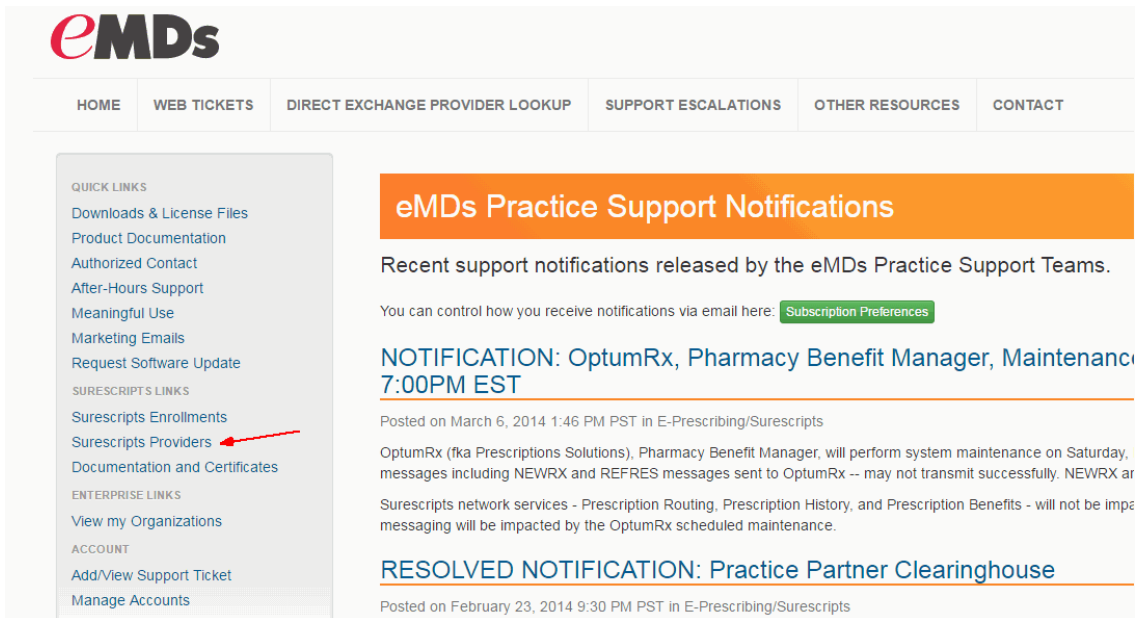 eMDs
HOME WEB TICKETS DIRECT EXCHANGE PROVIDER LOOKUP SUPPORT ESCALATIONS OTHER RESOURCES CONTACT
QUICK LINKS
Downloads & License Files
Product Documentation
Authorized Contact
After-Hours Support
Meaningful Use
Marketing Emails
Request Software Update
SURESCRIPTS LINKS
Surescripts Enrollments
Surescripts Providers
Documentation and Certificates
ENTERPRISE LINKS
View my Organizations
ACCOUNT
Add/View Support Ticket
Manage Accounts
eMDs Practice Support Notifications
Recent support notifications released by the eMDs Practice Support Teams.
You can control how you receive notifications via email here: Subscription Preferences
NOTIFICATION: OptumRx, Pharmacy Benefit Manager, Maintenance
7:00PM EST
Posted on March 6, 2014 1:46 PM PST in E-Prescribing/Surescripts
OptumRx (fka Prescriptions Solutions), Pharmacy Benefit Manager, will perform system maintenance on Saturday,
messages including NEWRX and REFRES messages sent to OptumRx -- may not transmit successfully. NEWRX
Surescripts network services - Prescription Routing, Prescription History, and Prescription Benefits - will not be
messaging will be impacted by the OptumRx scheduled maintenance.
RESOLVED NOTIFICATION: Practice Partner Clearinghouse
Posted on February 23, 2014 9:30 PM PST in E-Prescribing/Surescripts